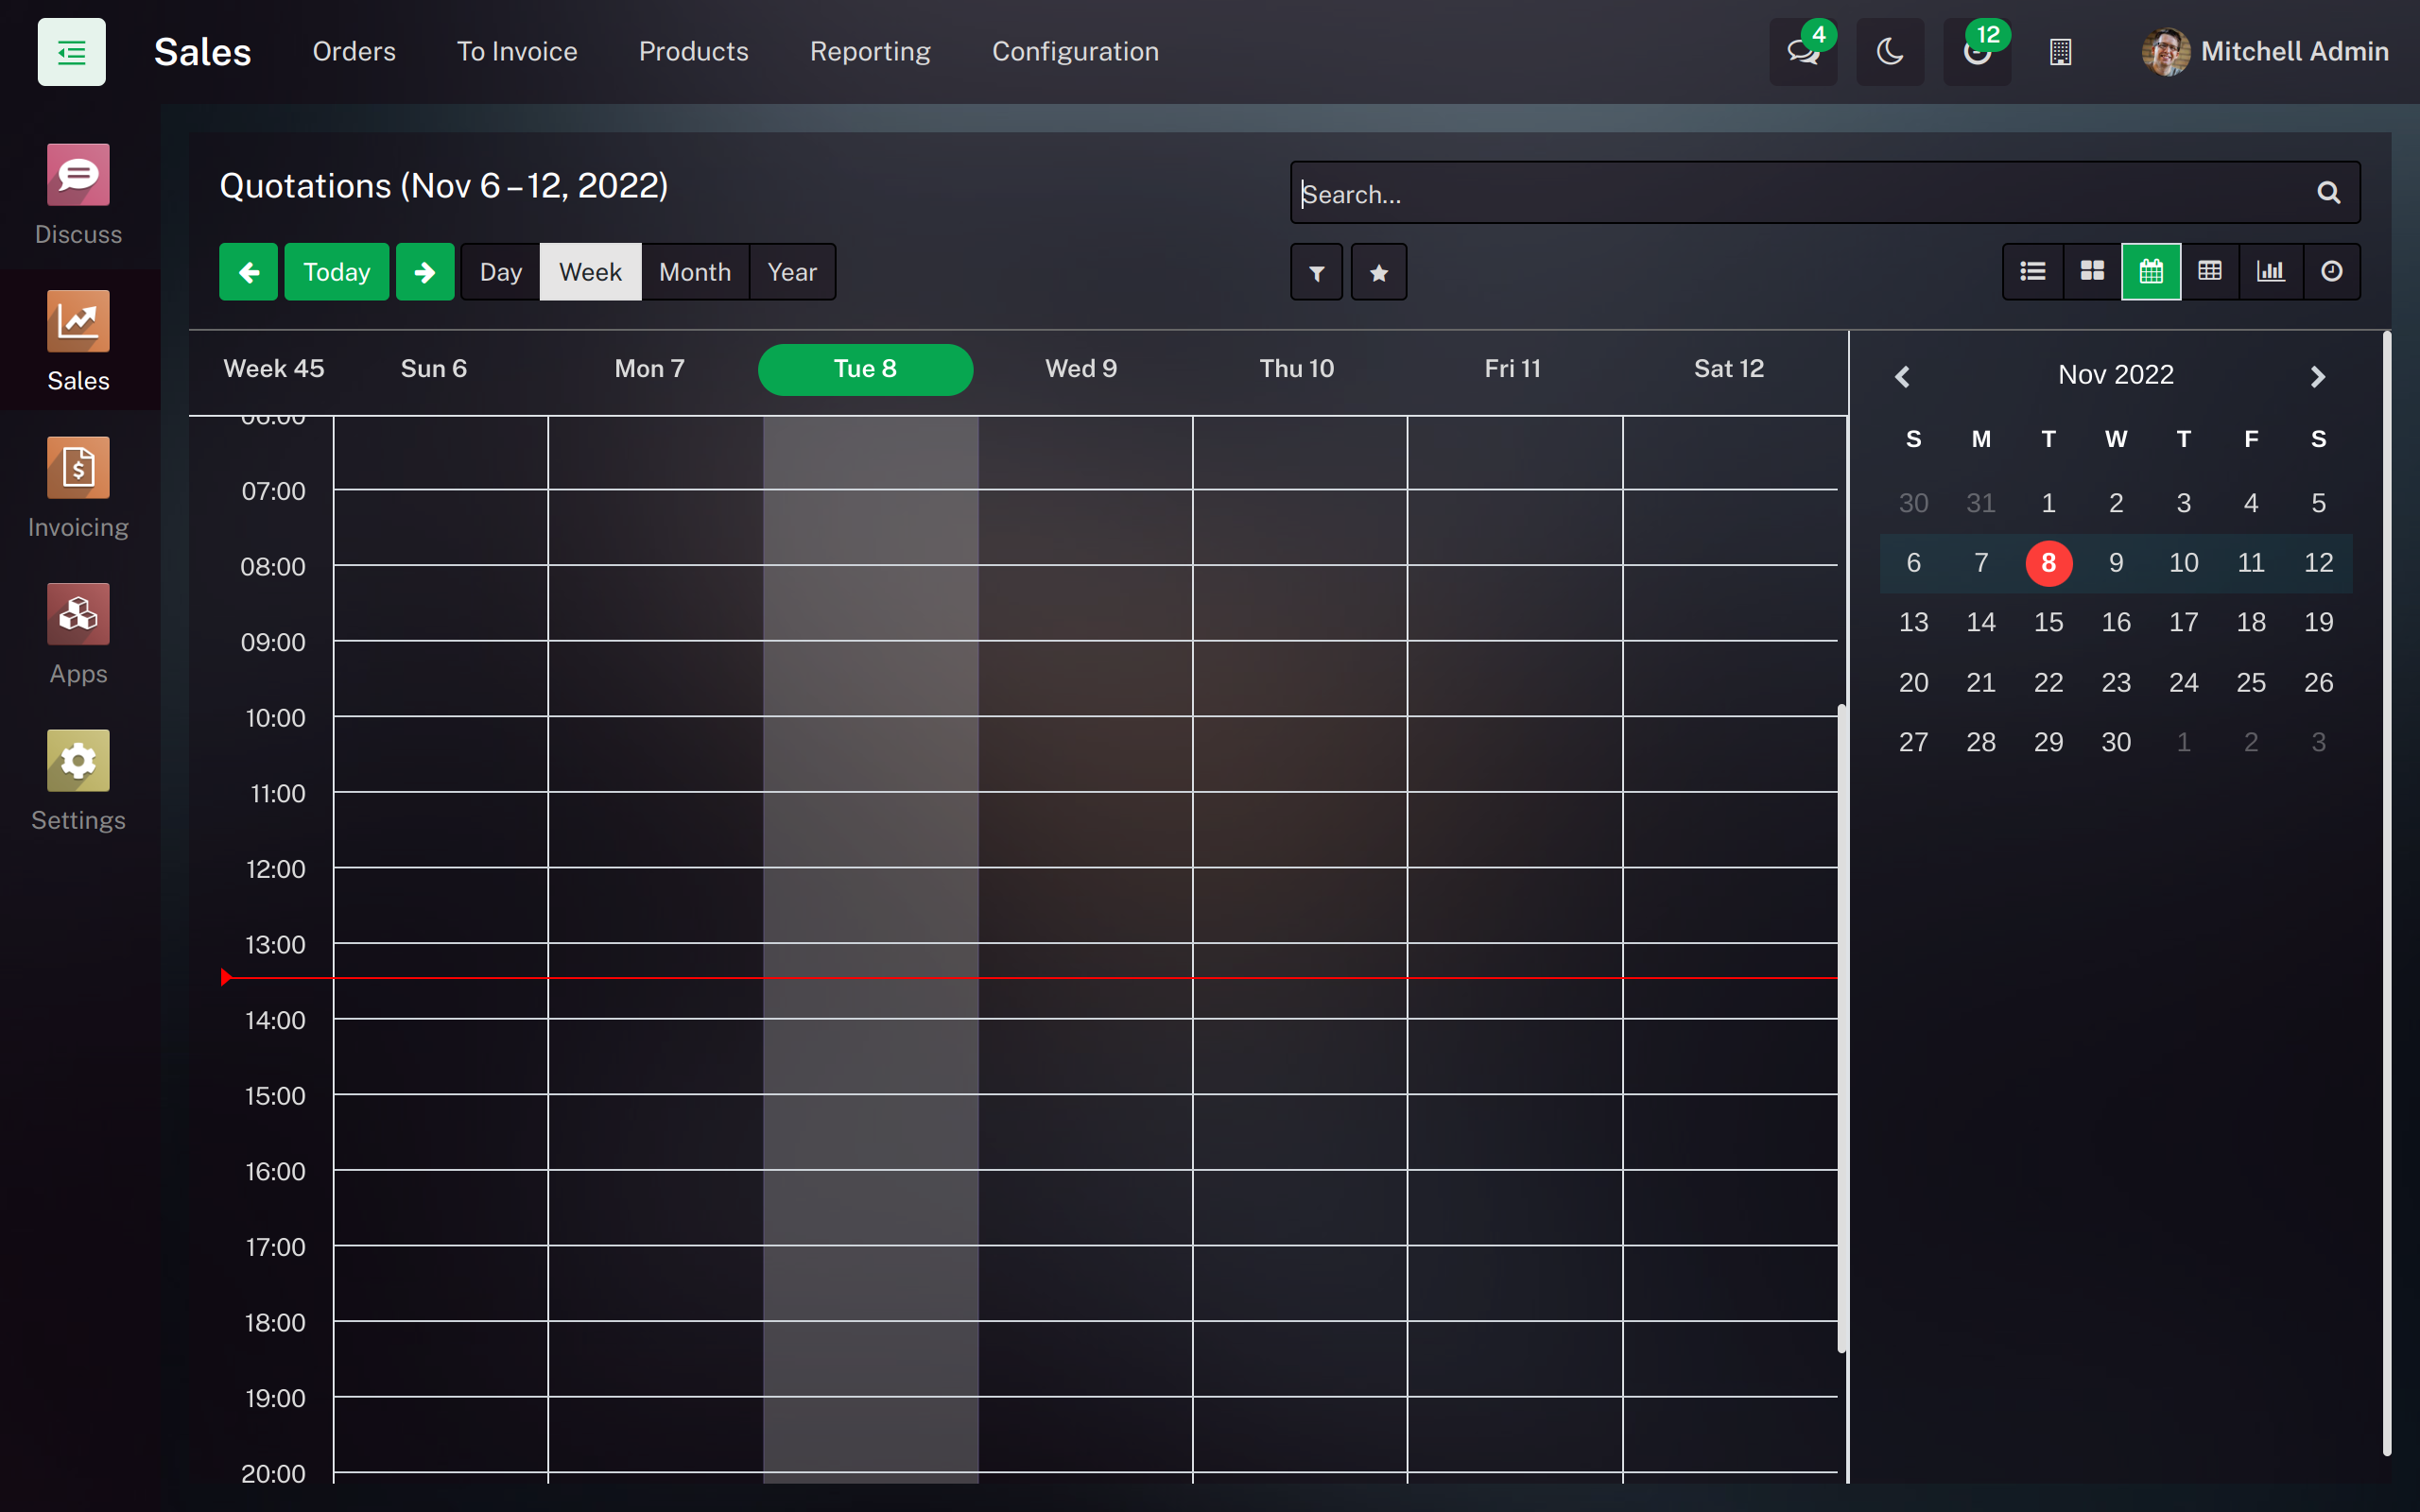 Sales Orders To Invoice Products Reporting Configuration 4 12 Mitchell Admin
Discuss
Sales
Invoicing
Apps
Settings
Quotations (Nov 6 – 12, 2022)
Search...
Today Day Week Month Year
Week 45 Sun 6 Mon 7 Tue 8 Wed 9 Thu 10 Fri 11 Sat 12
06:00
07:00
08:00
09:00
10:00
11:00
12:00
13:00
14:00
15:00
16:00
17:00
18:00
19:00
20:00
Nov 2022
S M T W T F S
30 31 1 2 3 4 5
6 7 8 9 10 11 12
13 14 15 16 17 18 19
20 21 22 23 24 25 26
27 28 29 30 1 2 3